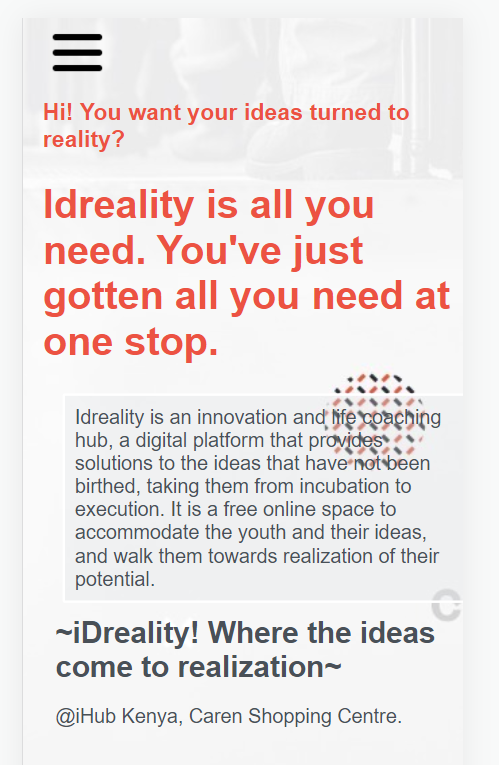 Hi! You want your ideas turned to
reality?
Idreality is all you
need. You've just
gotten all you need at
one stop.
Idreality is an innovation and life coaching
hub, a digital platform that provides
solutions to the ideas that have not been
birthed, taking them from incubation to
execution. It is a free online space to
accommodate the youth and their ideas,
and walk them towards realization of their
potential.
~iDreality! Where the ideas
come to realization~
@iHub Kenya, Caren Shopping Centre.